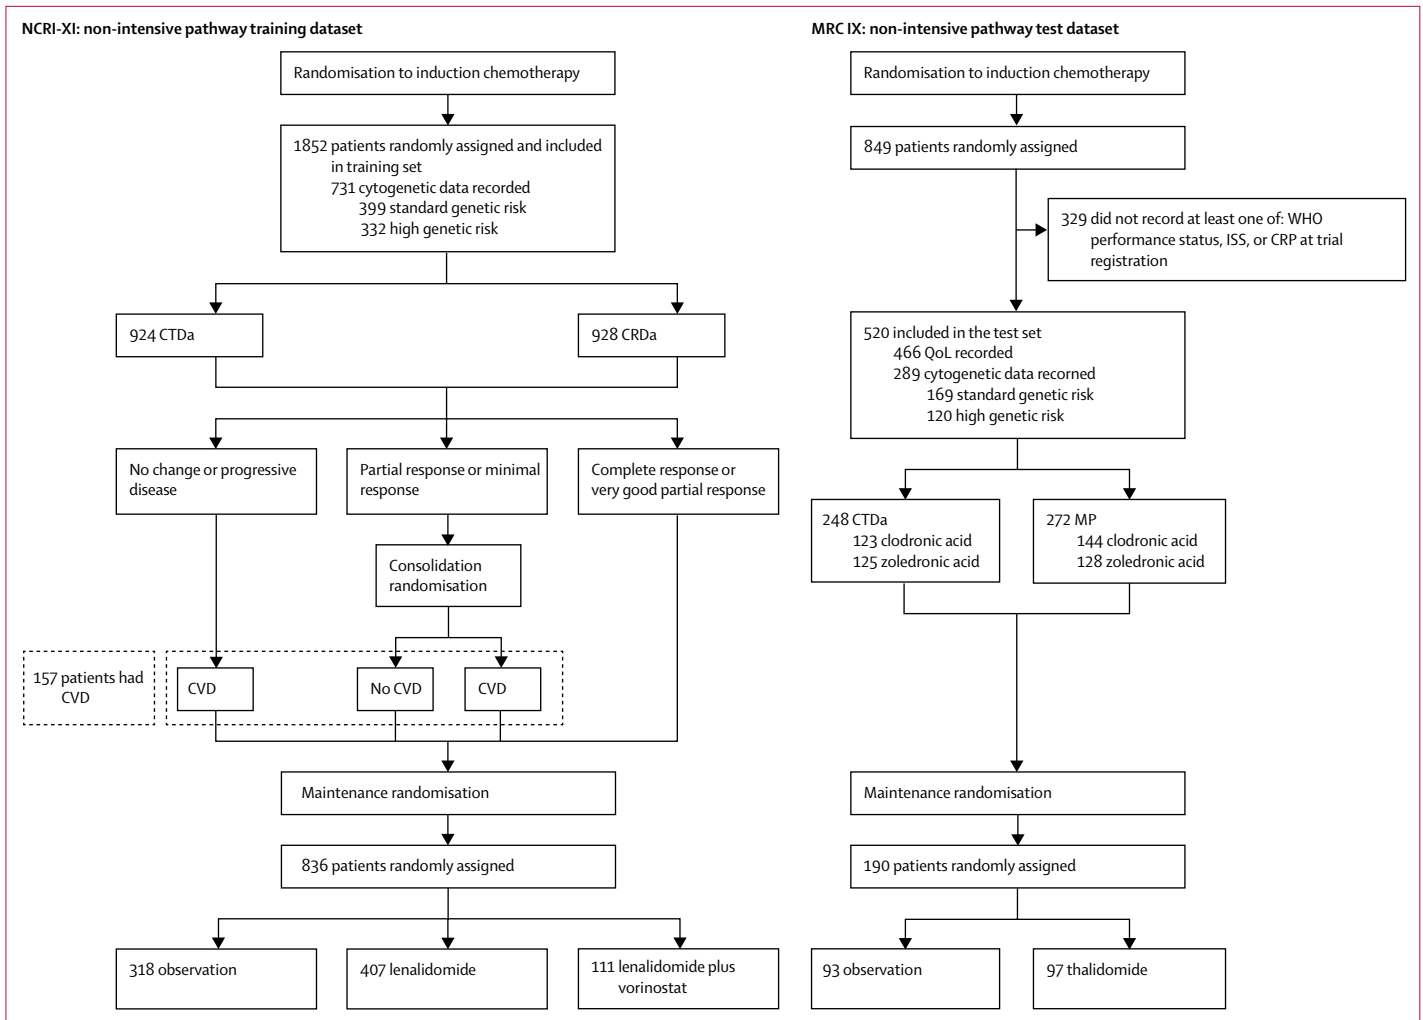 NCRI-XI: non-intensive pathway training dataset
Randomisation to induction chemotherapy
1852 patients randomly assigned and included
in training set
731 cytogenetic data recorded
399 standard genetic risk
332 high genetic risk
924 CTDa
928 CRDa
No change or progressive
disease
Partial response or minimal
response
Complete response or
very good partial response
Consolidation
randomisation
157 patients had
CVD
CVD
No CVD
CVD
Maintenance randomisation
836 patients randomly assigned
318 observation
407 lenalidomide
111 lenalidomide plus
vorinostat
MRC IX: non-intensive pathway test dataset
Randomisation to induction chemotherapy
849 patients randomly assigned
329 did not record at least one of: WHO
performance status, ISS, or CRP at trial
registration
520 included in the test set
466 QoL recorded
289 cytogenetic data recorned
169 standard genetic risk
120 high genetic risk
248 CTDa
123 clodronic acid
125 zoledronic acid
272 MP
144 clodronic acid
128 zoledronic acid
Maintenance randomisation
190 patients randomly assigned
93 observation
97 thalidomide